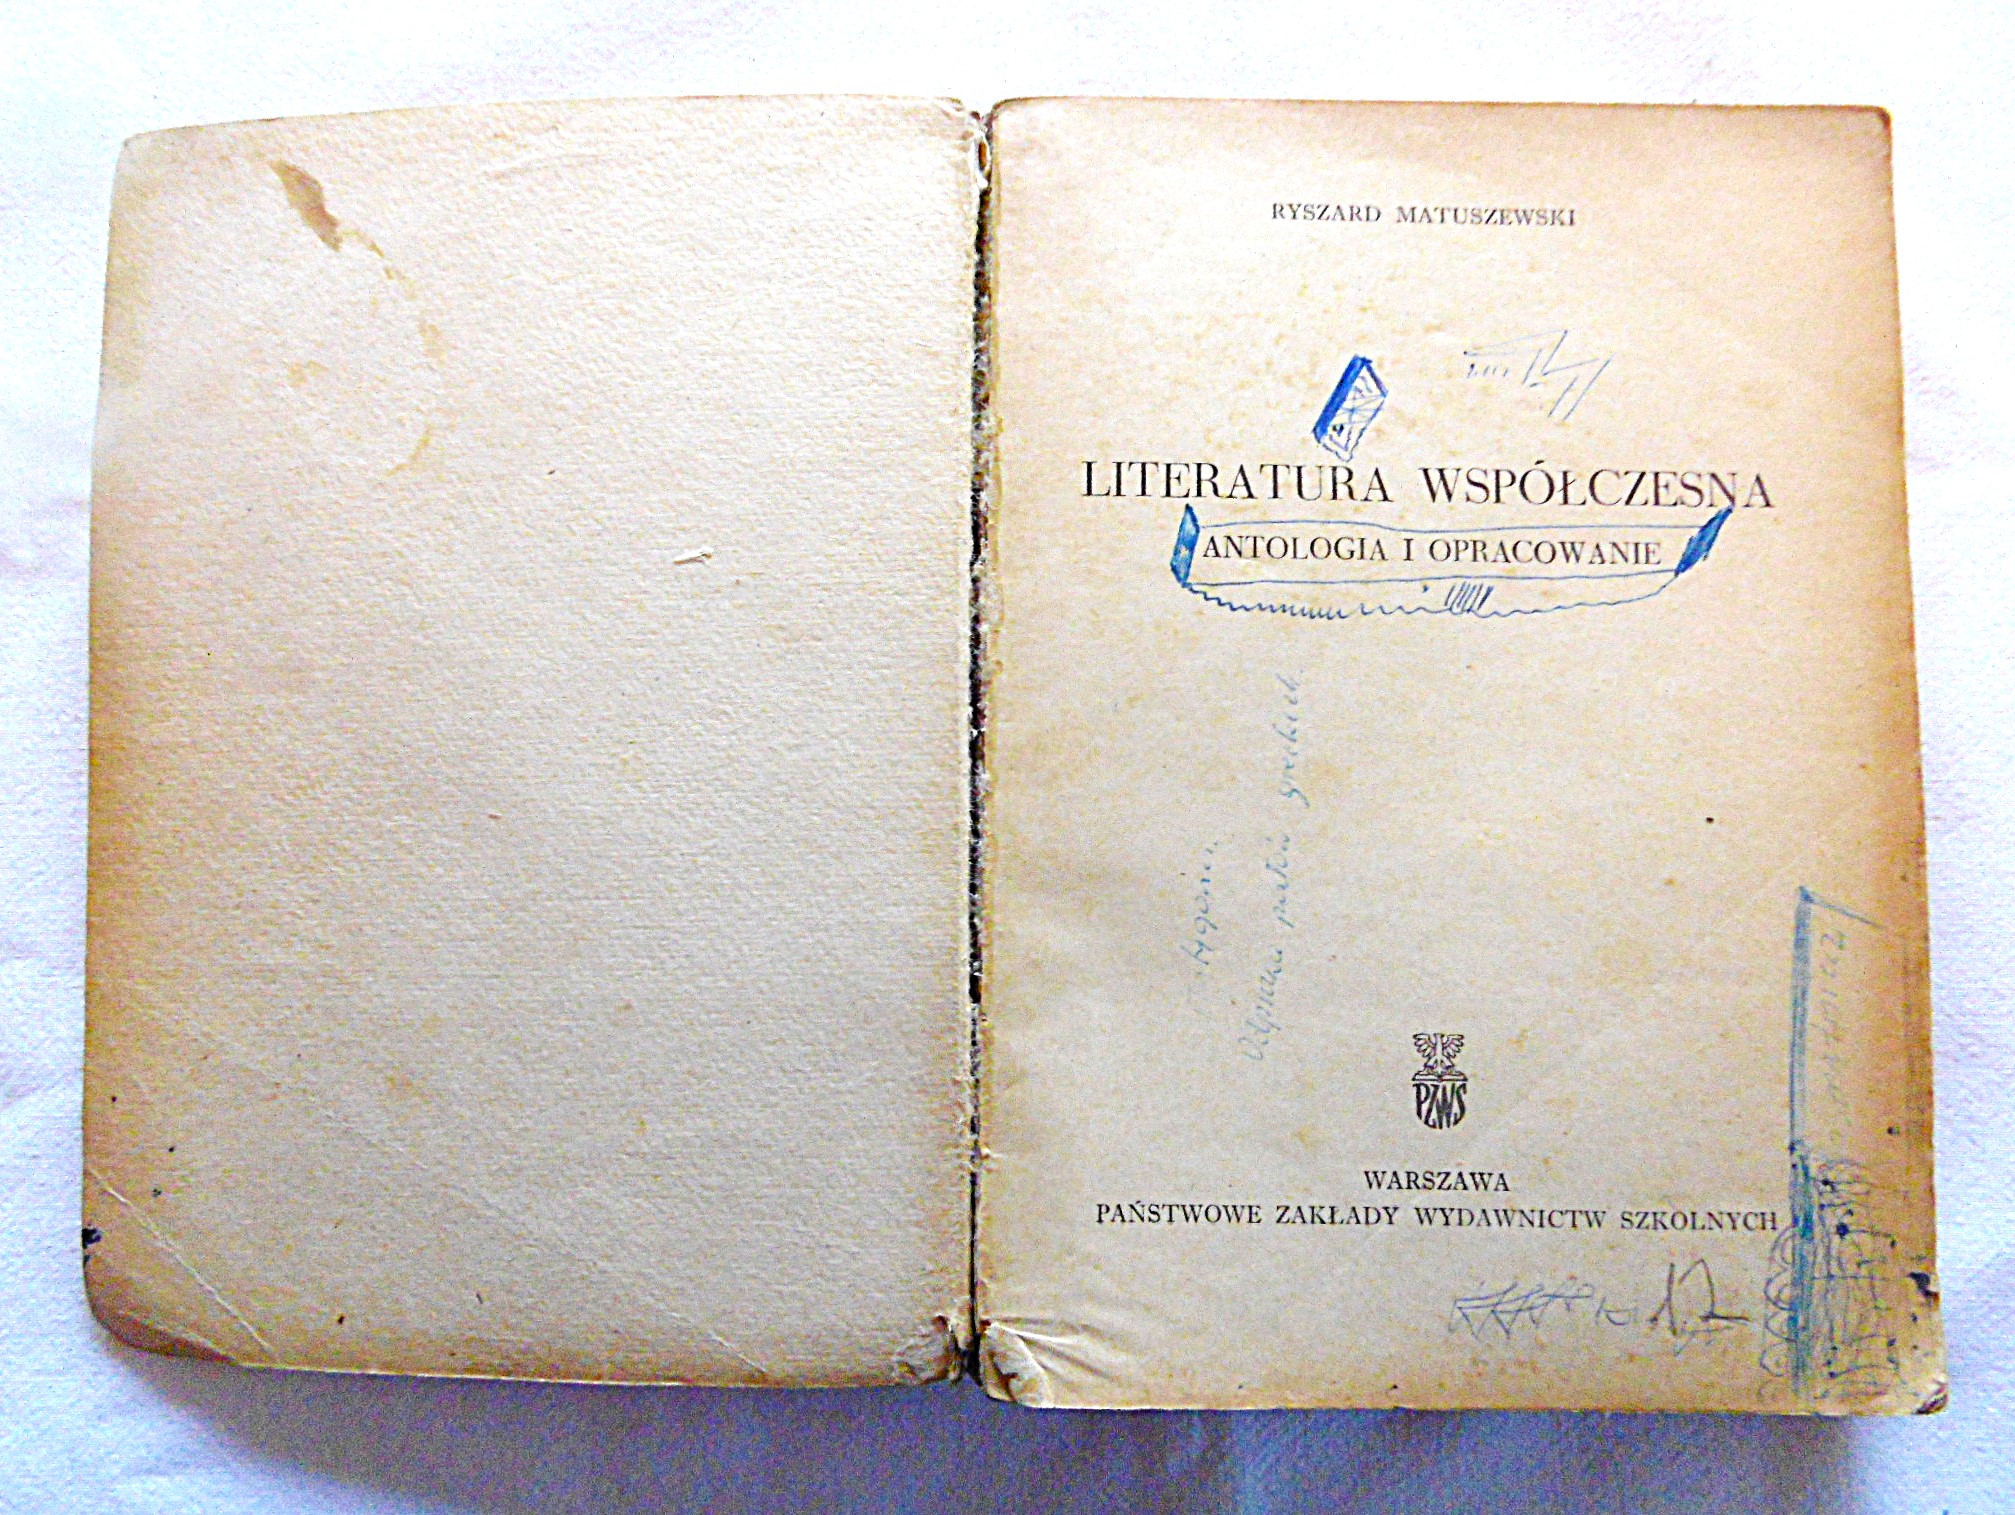 RYSZARD MATUSZEWSKI
LITERATURA WSPÓŁCZESNA
ANTOLOGIA I OPRACOWANIE
PZWS
WARSZAWA
PAŃSTWOWE ZAKŁADY WYDAWNICTW SZKOLNYCH